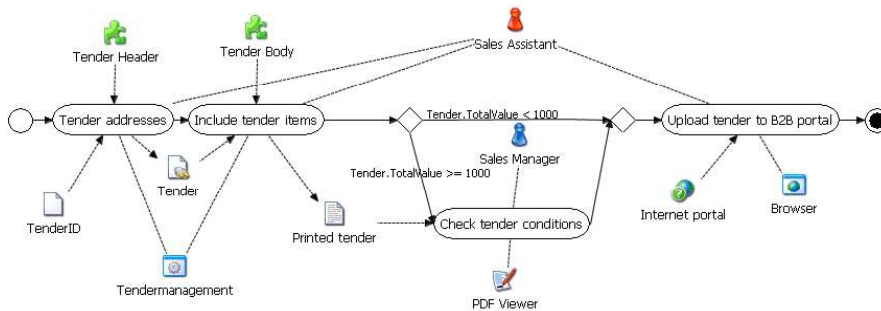 Sales Assistant
Tender Header
Tender Body
Tender addresses
Include tender items
Tender.TotalValue < 1000
Upload tender to B2B portal
Sales Manager
Tender
Tender.TotalValue >= 1000
TenderID
Printed tender
Check tender conditions
Internet portal
Browser
Tendermanagement
PDF Viewer